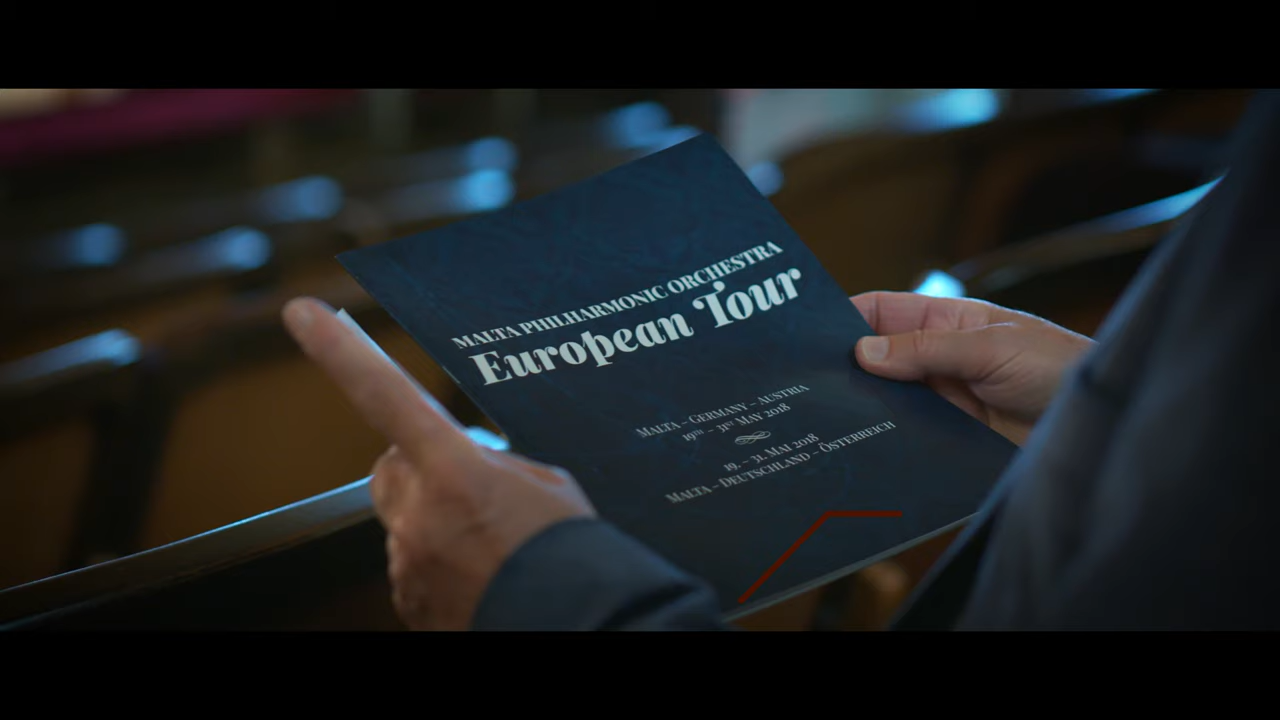 MALTA PHILHARMONIC ORCHESTRA
European Tour
MALTA – GERMANY – AUSTRIA
19TH – 31ST MAY 2018
19. – 31. MAI 2018
MALTA – DEUTSCHLAND – ÖSTERREICH